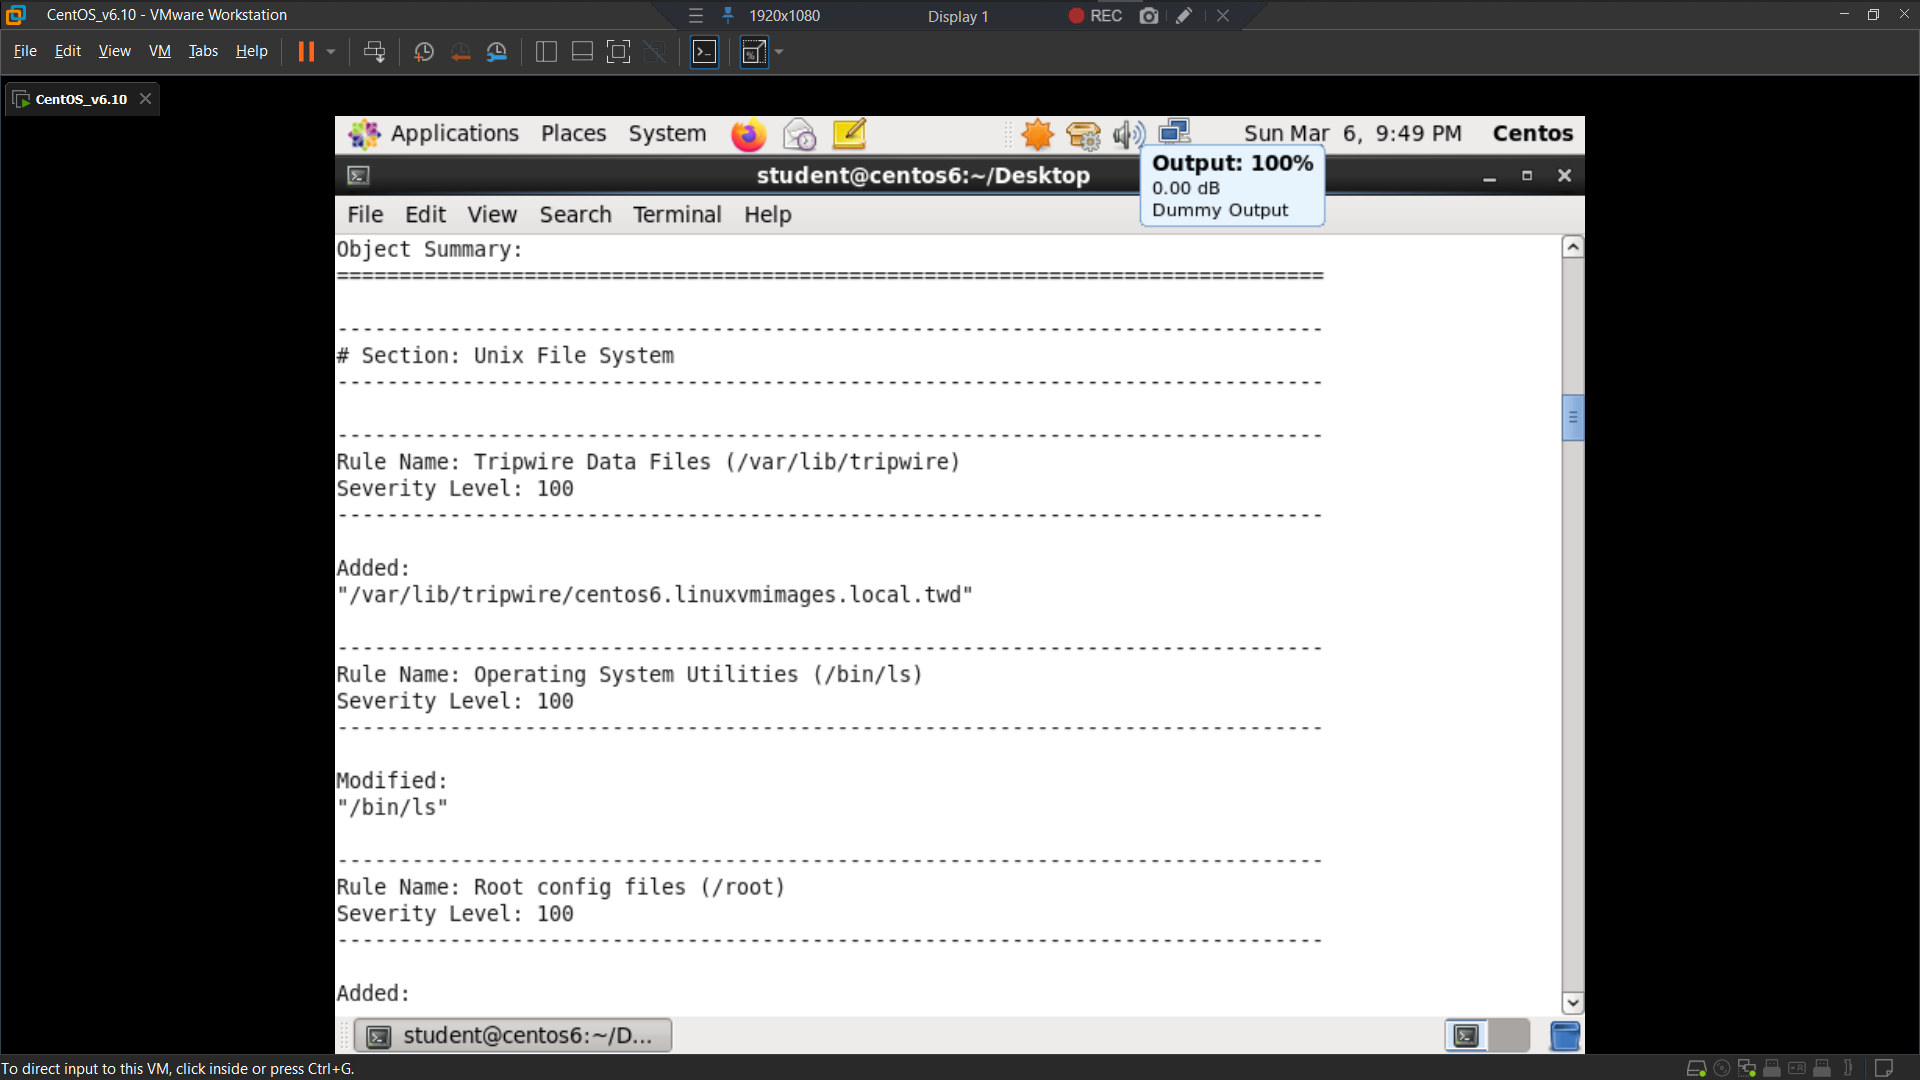 CentOS_v6.10 - VMware Workstation
1920x1080
Display 1
REC
File Edit View VM Tabs Help
CentOS_v6.10
Applications Places System
Sun Mar 6, 9:49 PM Centos
student@centos6:~/Desktop
Output: 100%
0.00 dB
Dummy Output
File Edit View Search Terminal Help
Object Summary:
===============================================================================
-------------------------------------------------------------------------------
# Section: Unix File System
-------------------------------------------------------------------------------
-------------------------------------------------------------------------------
Rule Name: Tripwire Data Files (/var/lib/tripwire)
Severity Level: 100
-------------------------------------------------------------------------------
Added:
"/var/lib/tripwire/centos6.linuxvmimages.local.twd"
-------------------------------------------------------------------------------
Rule Name: Operating System Utilities (/bin/ls)
Severity Level: 100
-------------------------------------------------------------------------------
Modified:
"/bin/ls"
-------------------------------------------------------------------------------
Rule Name: Root config files (/root)
Severity Level: 100
-------------------------------------------------------------------------------
Added:
student@centos6:~/D...
To direct input to this VM, click inside or press Ctrl+G.